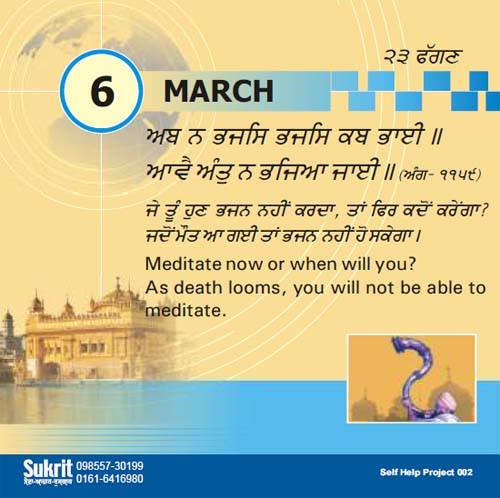 ੨੩ ਫੱਗਣ
6 MARCH
ਅਬ ਨ ਭਜਸਿ ਭਜਸਿ ਕਬ ਭਾਈ ॥
ਆਵੈ ਅੰਤੁ ਨ ਭਜਿਆ ਜਾਈ ॥ (ਅੰਗ- ੧੧੫੯)
ਜੇ ਤੂੰ ਹੁਣ ਭਜਨ ਨਹੀਂ ਕਰਦਾ, ਤਾਂ ਫਿਰ ਕਦੋਂ ਕਰੇਂਗਾ?
ਜਦੋਂ ਮੌਤ ਆ ਗਈ ਤਾਂ ਭਜਨ ਨਹੀਂ ਹੋ ਸਕੇਗਾ।
Meditate now or when will you?
As death looms, you will not be able to
meditate.
Sukrit 098557-30199
0161-6416980
Self Help Project 002